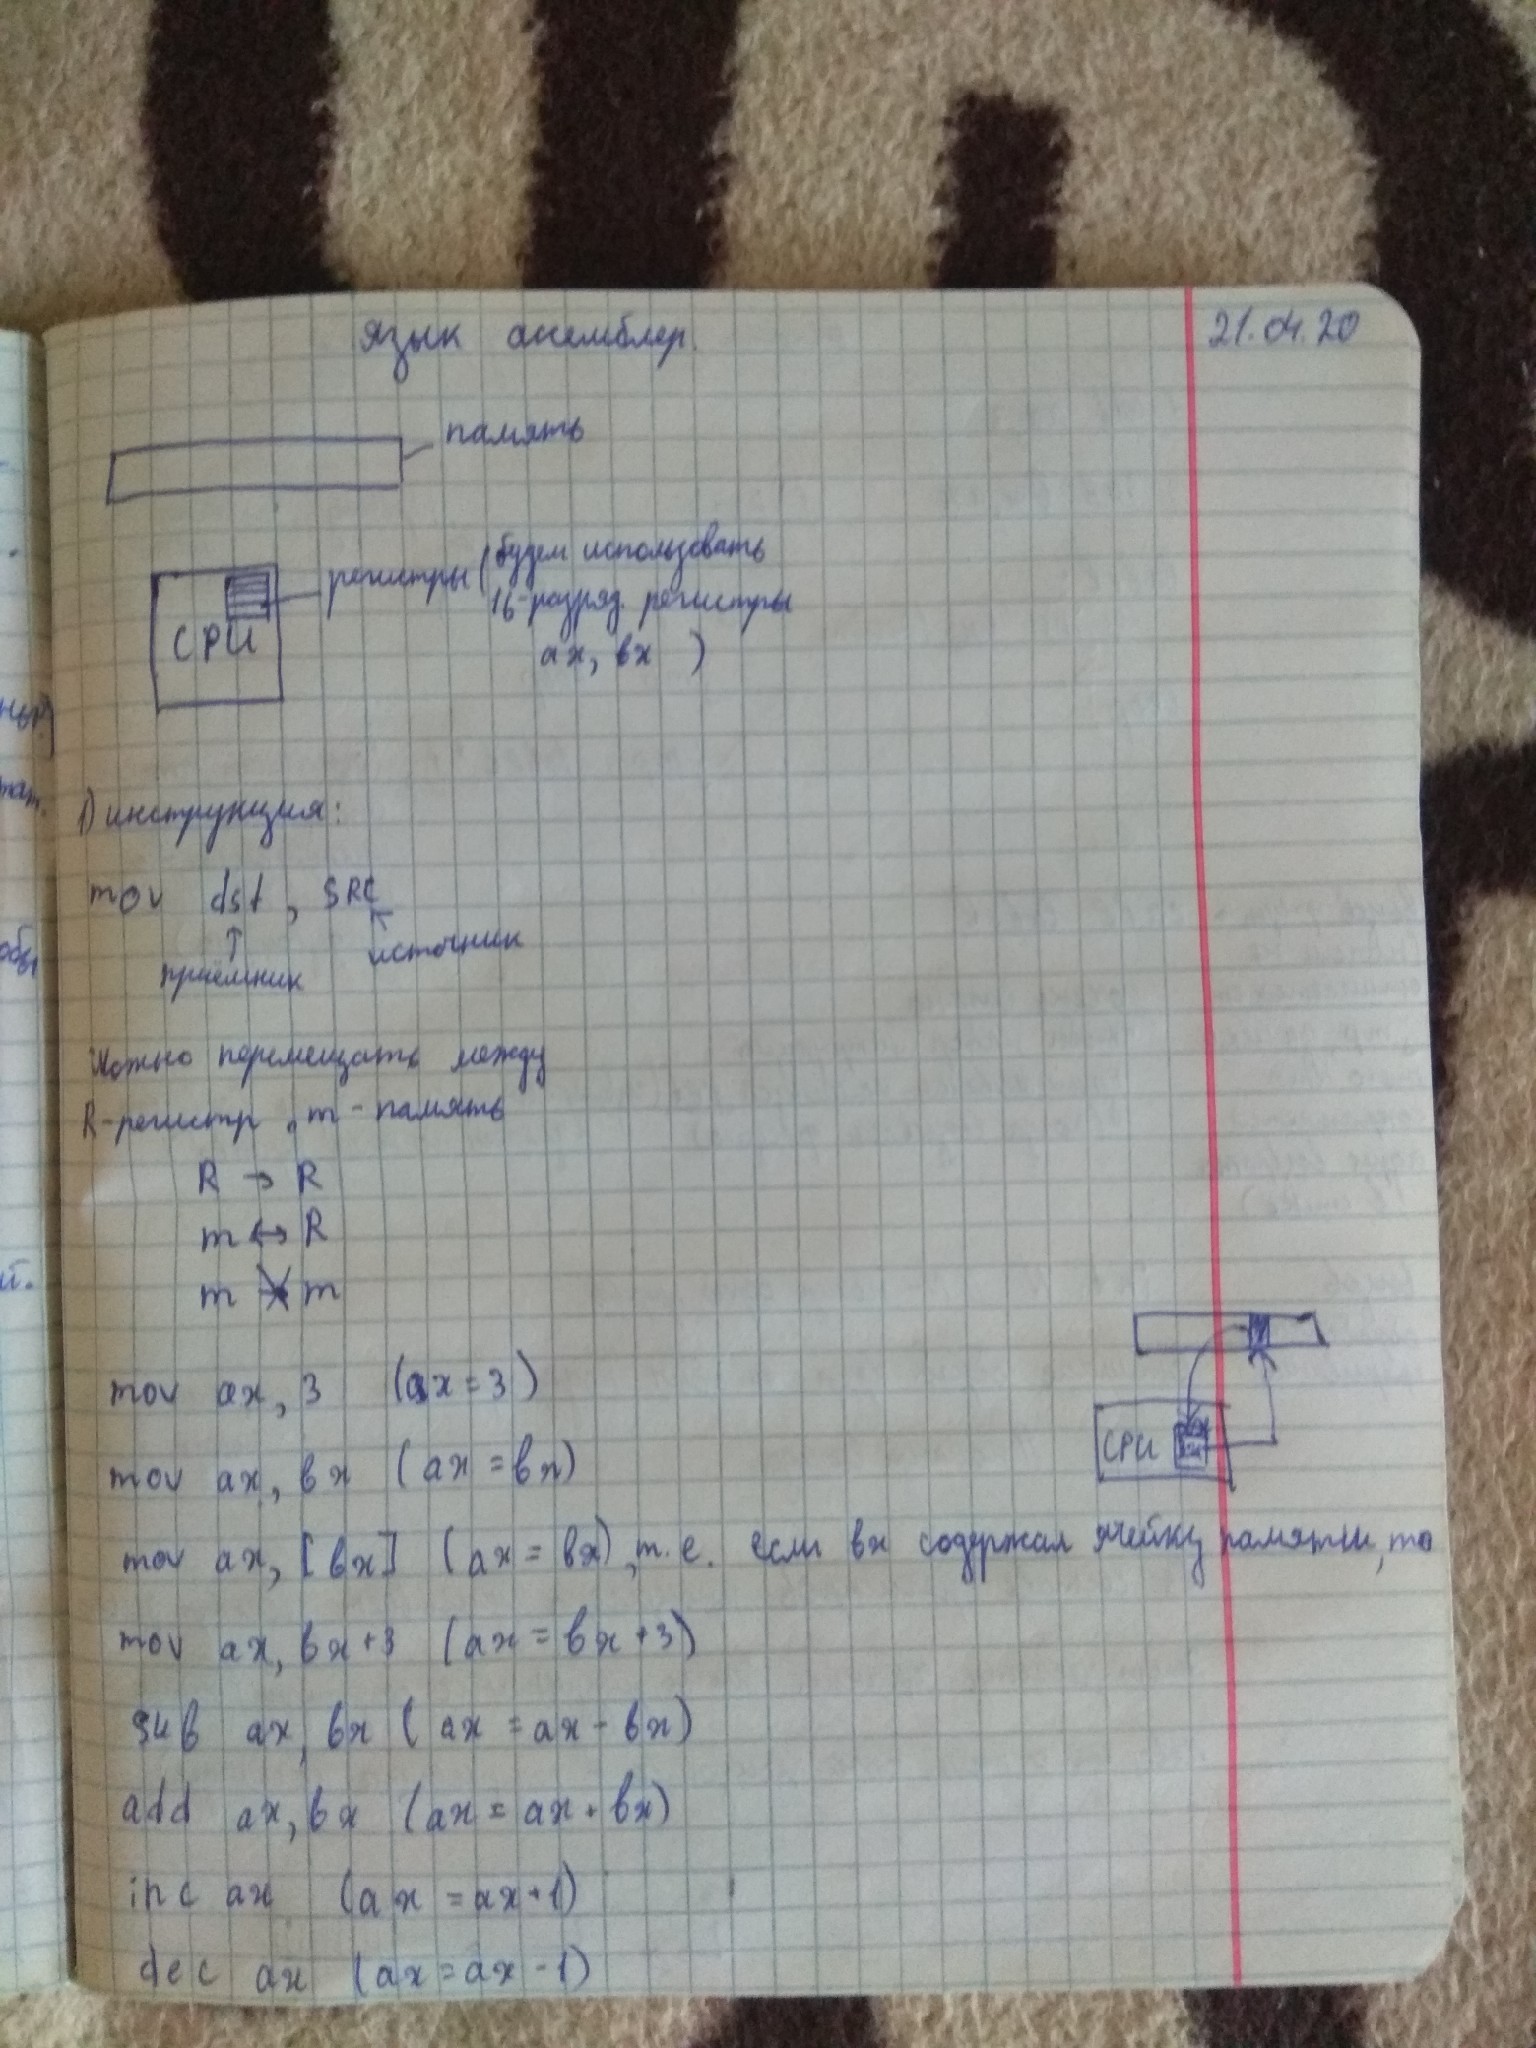 язык ассемблер.
21.04.20
память
регистры (будем использовать
16-разряд. регистры
ax, bx )
CPU
1) инструкция:
mov dst, SRC
приёмник
источник
Можно перемещать между
R-регистр, m-память
R → R
m ↔ R
m m
mov ax, 3 (ax = 3)
CPU
mov ax, bx (ax = bx)
mov ax, [bx] (ax = bx), т.е. если bx содержал ячейку памяти, то
mov ax, bx+3 (ax = bx+3)
sub ax, bx (ax = ax - bx)
add ax, bx (ax = ax + bx)
inc ax (ax = ax+1)
dec ax (ax = ax-1)